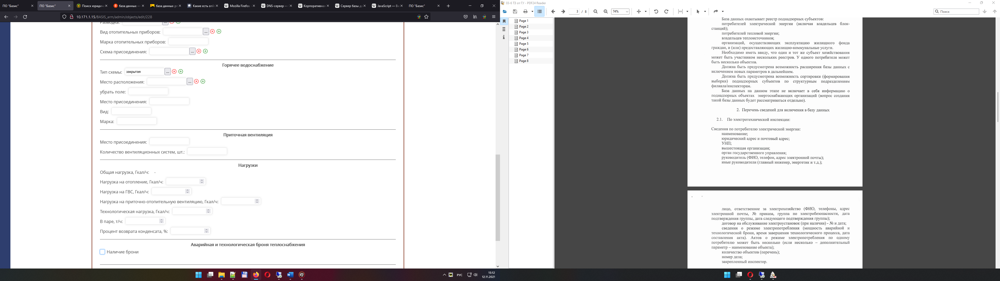 ПО "Базис"
ПО "Базис"
Поиск юридиче
база данных —
база данных pn
Какие есть onlin
Mozilla Firefox –
DNS-сервер —
Корпоративная
Сервер базы да
JavaScript — Ви
ПО "Базис"
10.171.1.15/BASIS_arm/admin/objects/edit/228
Разводка:
Вид отопительных приборов: ...
Марка отопительных приборов:
Схема присоединения: ...
Горячее водоснабжение
Тип схемы: закрытая ...
Место расположения: ...
убрать поле:
Место присоединения:
Вид:
Марка:
Приточная вентиляция
Место присоединения:
Количество вентиляционных систем, шт.:
Нагрузки
Общая нагрузка, Гкал/ч: -
Нагрузка на отопление, Гкал/ч:
Нагрузка на ГВС, Гкал/ч:
Нагрузка на приточно-отопительную вентиляцию, Гкал/ч:
Технологическая нагрузка, Гкал/ч:
В паре, т/ч:
Процент возврата конденсата, %:
Аварийная и технологическая броня теплоснабжения
Наличие брони
РУС
15:12
12.11.2021
03-6 ТЗ от ГУ - PDF24 Reader
3 / 8
74%
Поиск
Page 1
Page 2
Page 3
Page 4
Page 5
Page 6
Page 7
Page 8
База данных охватывает реестр поднадзорных субъектов:
потребителей электрической энергии (включая владельцев блок-
станций);
потребителей тепловой энергии;
владельцев теплоисточников;
организаций, осуществляющих эксплуатацию жилищного фонда
граждан, и (или) предоставляющих жилищно-коммунальные услуги.
Необходимо иметь ввиду, что один и тот же субъект хозяйствования
может быть участником нескольких реестров. У одного потребителя может
быть несколько объектов.
Должна быть предусмотрена возможность расширения базы данных с
включением новых параметров в дальнейшем.
Должна быть предусмотрена возможность сортировки (формирования
выборки) поднадзорных субъектов по структурным подразделениям
филиала/инспекторам.
База данных на данном этапе не включает в себя информацию о
поднадзорных объектах энергоснабжающих организаций (вопрос создания
такой базы данных будет рассматриваться отдельно).
2. Перечень сведений для включения в базу данных
2.1. По электротехнической инспекции:
Сведения по потребителю электрической энергии:
наименование;
юридический адрес и почтовый адрес;
УНП;
вышестоящая организация;
орган государственного управления;
руководитель (ФИО, телефон, адрес электронной почты);
иные руководители (главный инженер, энергетик и т.д.);
лицо, ответственное за электрохозяйство (ФИО, телефоны, адрес
электронной почты, № приказа, группа по электробезопасности, дата
подтверждения группы, дата следующего подтверждения группы);
договор на обслуживание электроустановок (при наличии) - № и дата;
сведения о режиме электропотребления (мощность аварийной и
технологической брони, время завершения технологического процесса, дата
составления акта). Актов о режиме электропотребления по одному
потребителю может быть несколько (если несколько – дополнительный
параметр – наименование объекта);
количество объектов (перечень);
номер дела;
закрепленный инспектор.